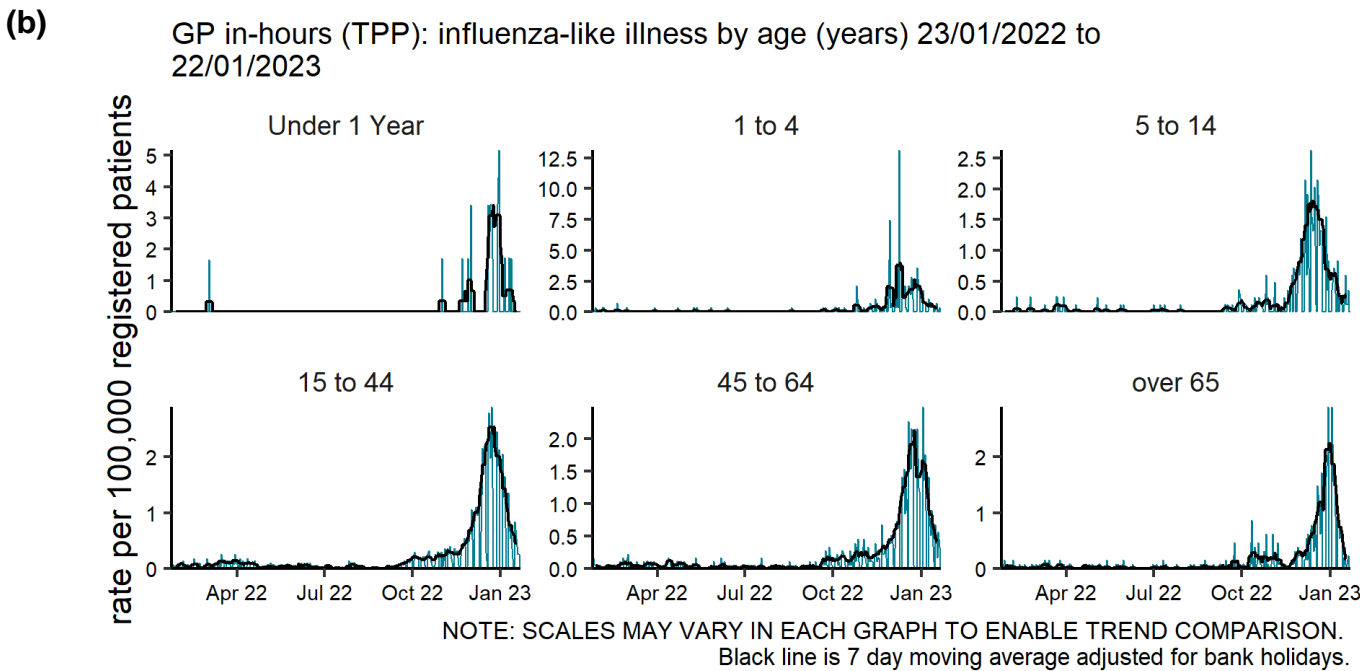 (b)
GP in-hours (TPP): influenza-like illness by age (years) 23/01/2022 to
22/01/2023
rate per 100,000 registered patients
Under 1 Year
5
4
3
2
1
0
1 to 4
12.5
10.0
7.5
5.0
2.5
0.0
5 to 14
2.5
2.0
1.5
1.0
0.5
0.0
15 to 44
2
1
0
Apr 22 Jul 22 Oct 22 Jan 23
45 to 64
2.0
1.5
1.0
0.5
0.0
Apr 22 Jul 22 Oct 22 Jan 23
over 65
2
1
0
Apr 22 Jul 22 Oct 22 Jan 23
NOTE: SCALES MAY VARY IN EACH GRAPH TO ENABLE TREND COMPARISON.
Black line is 7 day moving average adjusted for bank holidays.